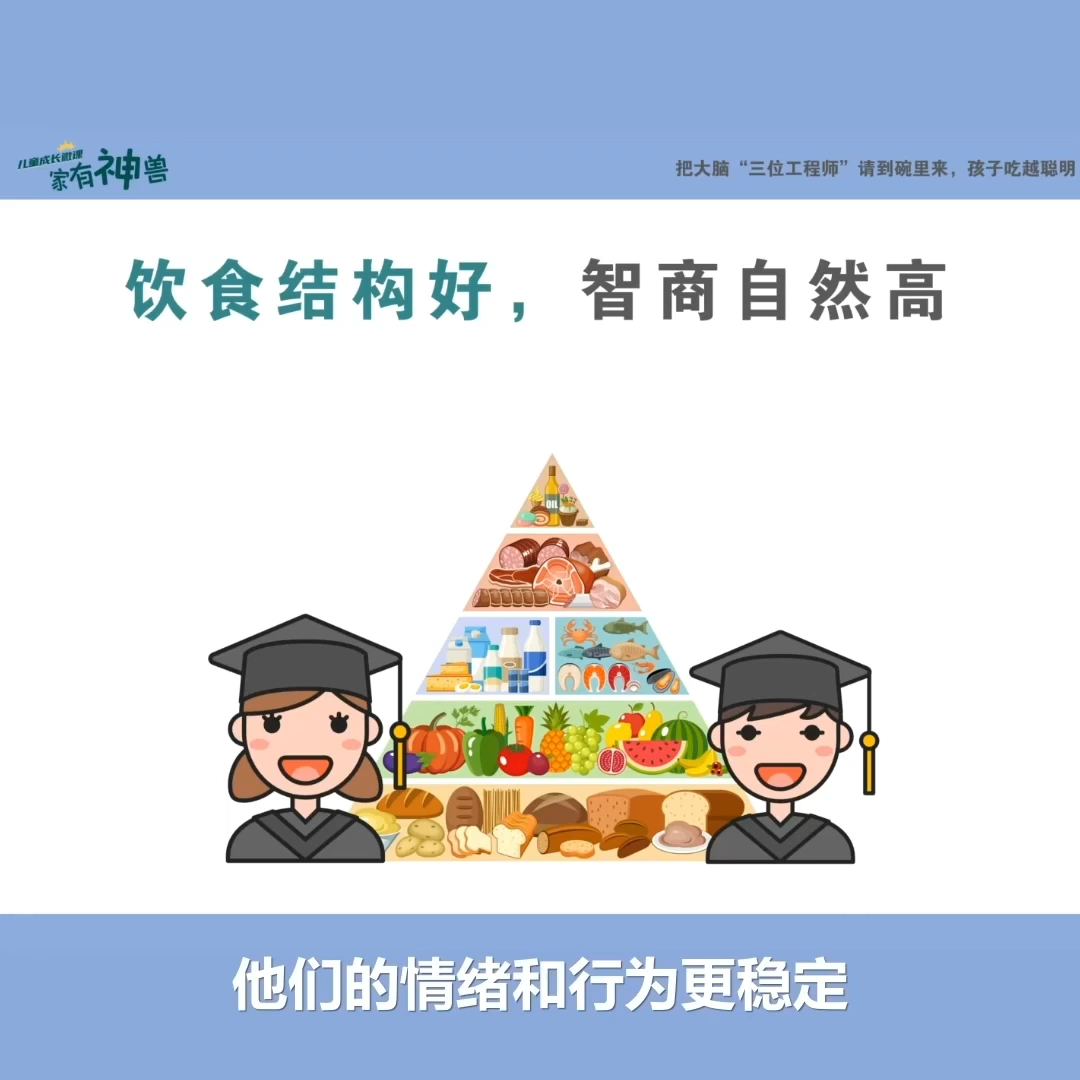 儿童成长微课
家有神兽
把大脑“三位工程师”请到碗里来，孩子吃越聪明
饮食结构好，智商自然高
OIL
他们的情绪和行为更稳定